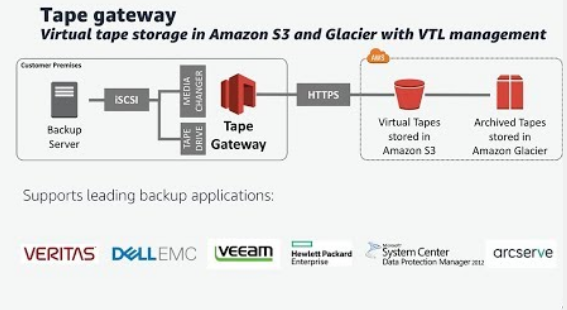 Tape gateway
Virtual tape storage in Amazon S3 and Glacier with VTL management
Customer Premises
Backup
Server
iSCSI
MEDIA
CHANGER
TAPE
DRIVE
Tape
Gateway
HTTPS
AWS
Virtual Tapes
stored in
Amazon S3
Archived Tapes
stored in
Amazon Glacier
Supports leading backup applications:
VERITAS
DELLEMC
veeam
Hewlett Packard
Enterprise
Microsoft
System Center
Data Protection Manager 2012
arcserve